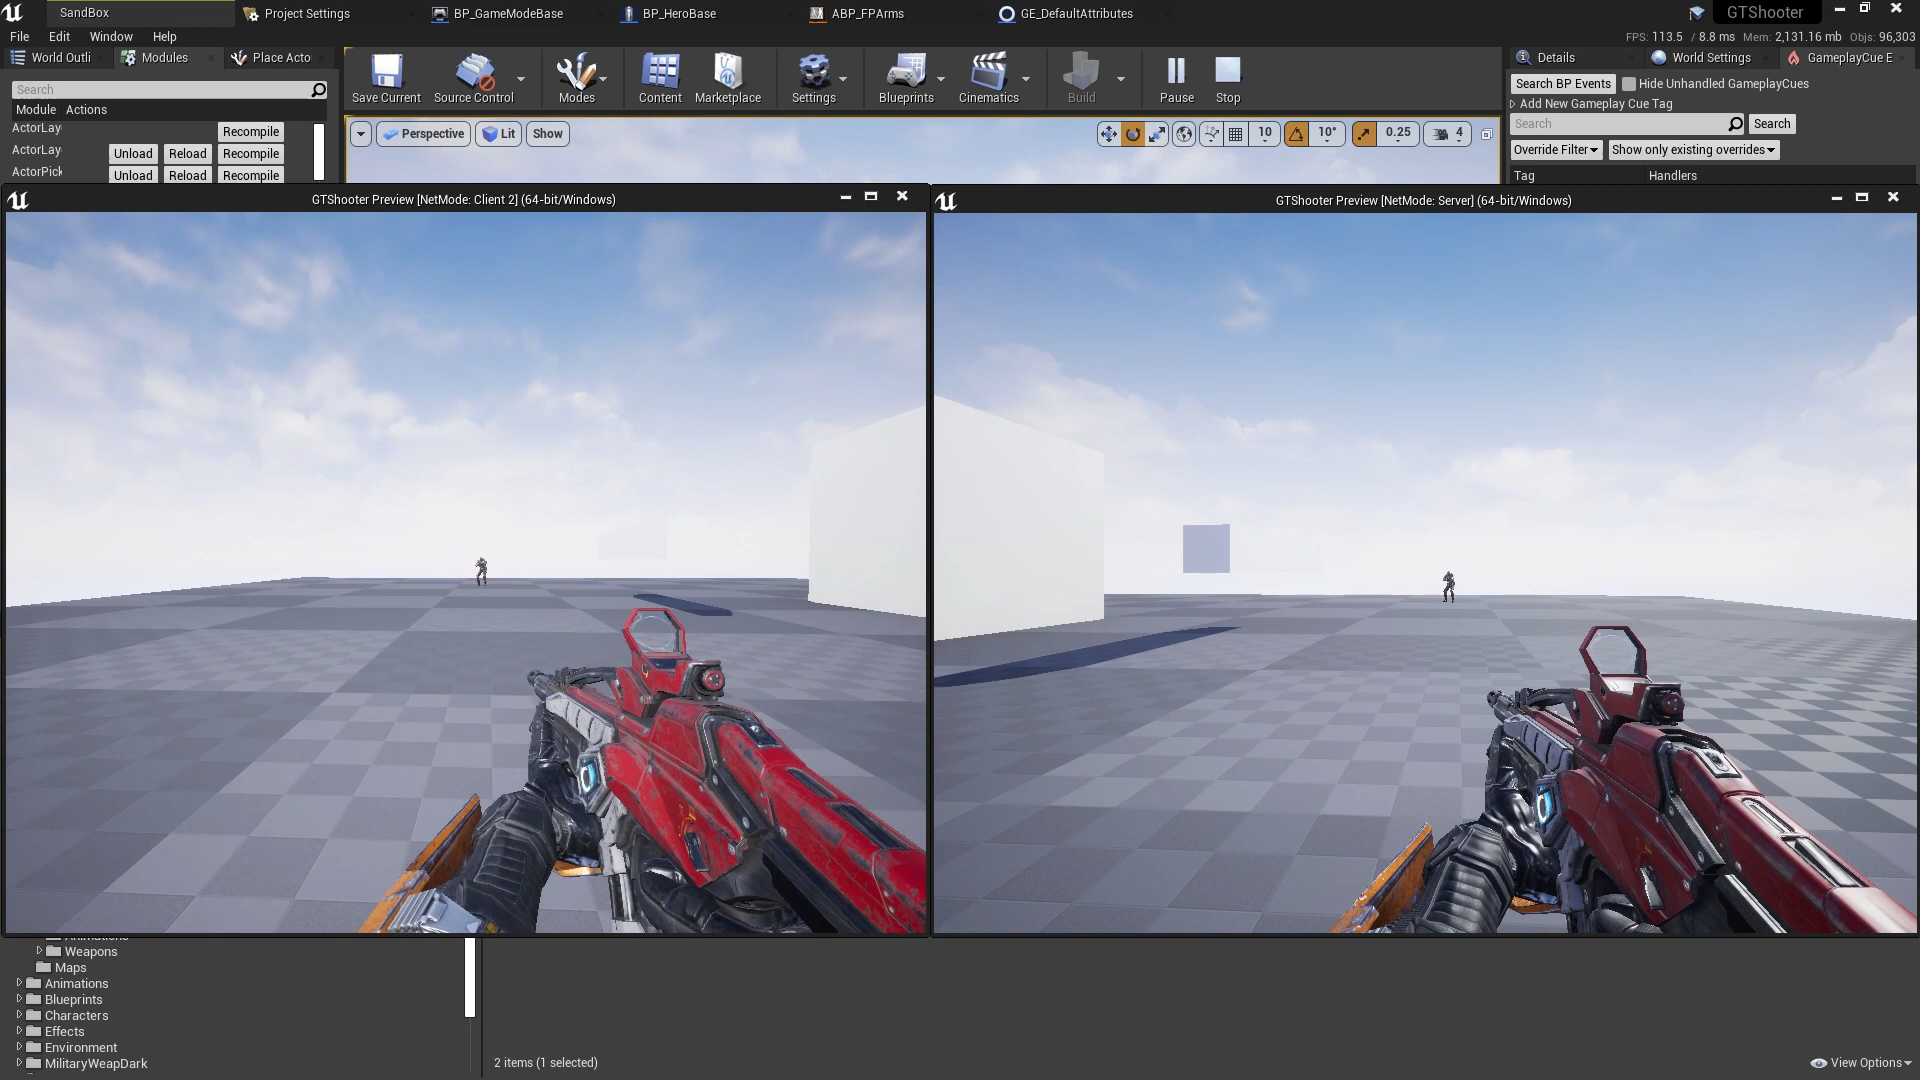 SandBox
Project Settings
BP_GameModeBase
BP_HeroBase
ABP_FPArms
GE_DefaultAttributes
GTShooter
File Edit Window Help
FPS: 113.5 / 8.8 ms Mem: 2,131.16 mb Objs: 96,303
World Outli
Modules
Place Acto
Details
World Settings
GameplayCue E
Search
Module Actions
ActorLay
Recompile
ActorLay
Unload Reload Recompile
ActorPick
Unload Reload Recompile
Save Current
Source Control
Modes
Content
Marketplace
Settings
Blueprints
Cinematics
Build
Pause
Stop
Perspective
Lit
Show
10
10°
0.25
4
Search BP Events
Hide Unhandled GameplayCues
Add New Gameplay Cue Tag
Search
Search
Override Filter
Show only existing overrides
Tag Handlers
GTShooter Preview [NetMode: Client 2] (64-bit/Windows)
GTShooter Preview [NetMode: Server] (64-bit/Windows)
Animations
Weapons
Maps
Animations
Blueprints
Characters
Effects
Environment
MilitaryWeapDark
2 items (1 selected)
View Options